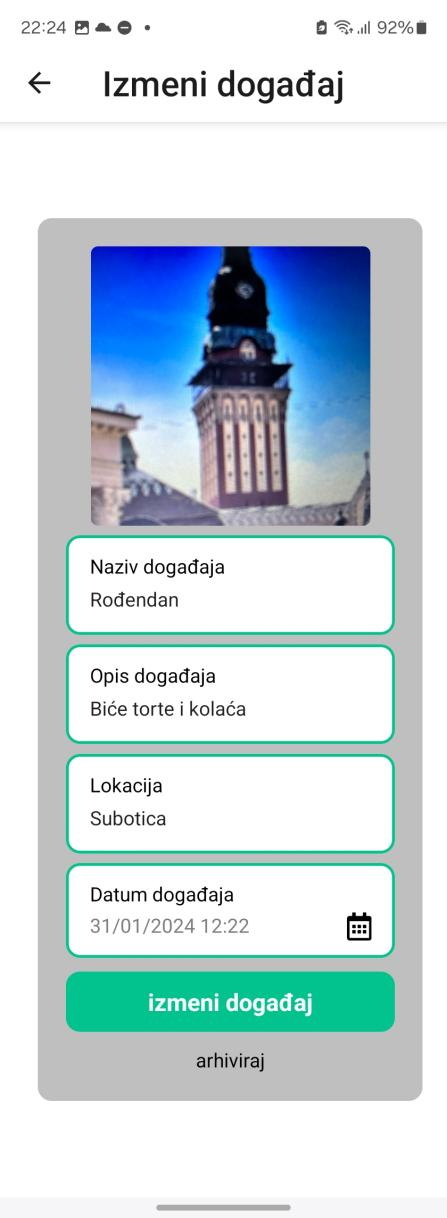 22:24
92%
Izmeni događaj
Naziv događaja
Rođendan
Opis događaja
Biće torte i kolaća
Lokacija
Subotica
Datum događaja
31/01/2024 12:22
izmeni događaj
arhiviraj